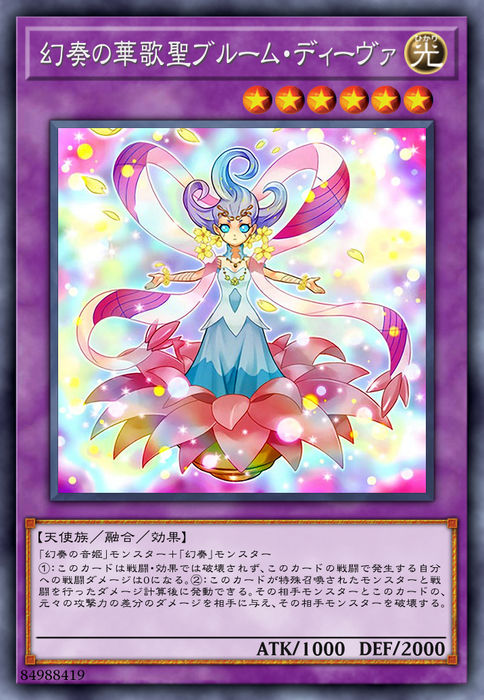 幻奏の華歌聖ブルーム・ディーヴァ
光
ひかり
【天使族／融合／効果】
「幻奏の音姫」モンスター＋「幻奏」モンスター
①：このカードは戦闘・効果では破壊されず、このカードの戦闘で発生する自分
への戦闘ダメージは0になる。②：このカードが特殊召喚されたモンスターと戦
闘を行ったダメージ計算後に発動できる。その相手モンスターとこのカードの、
元々の攻撃力の差分のダメージを相手に与え、その相手モンスターを破壊する。
ATK/1000 DEF/2000
84988419